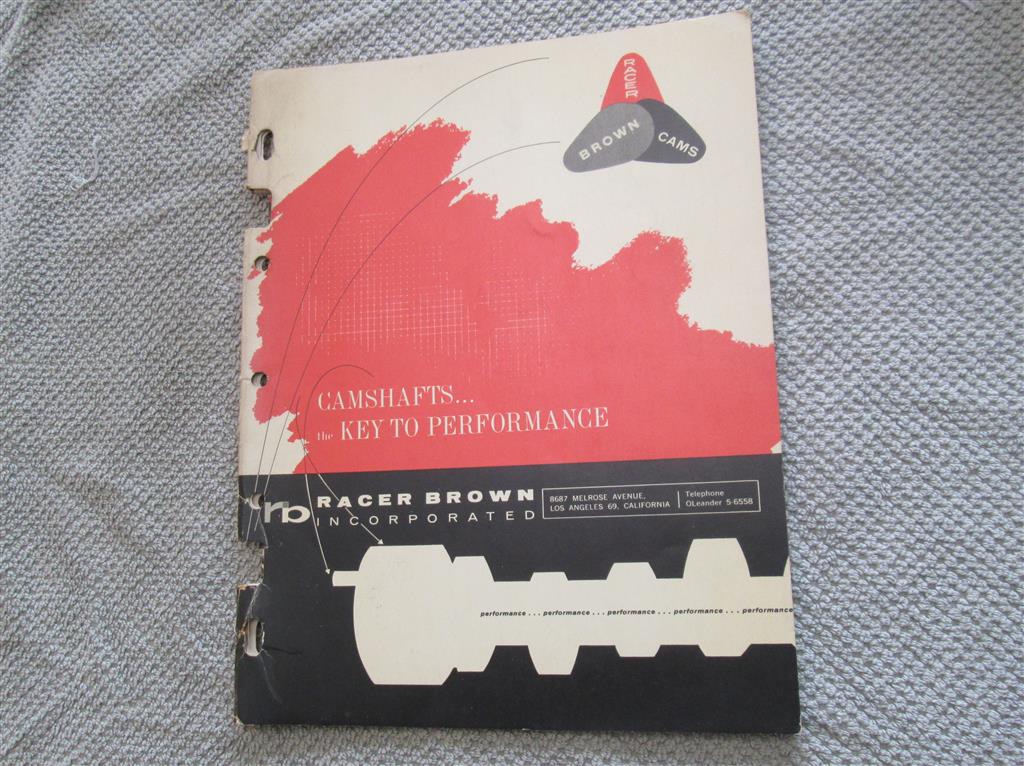 RACER
BROWN
CAMS
CAMSHAFTS...
the KEY TO PERFORMANCE
rb
RACER BROWN
INCORPORATED
8687 MELROSE AVENUE,
LOS ANGELES 69, CALIFORNIA
Telephone
OLeander 5-6558
performance . . . performance . . . performance . . . performance . . . performance